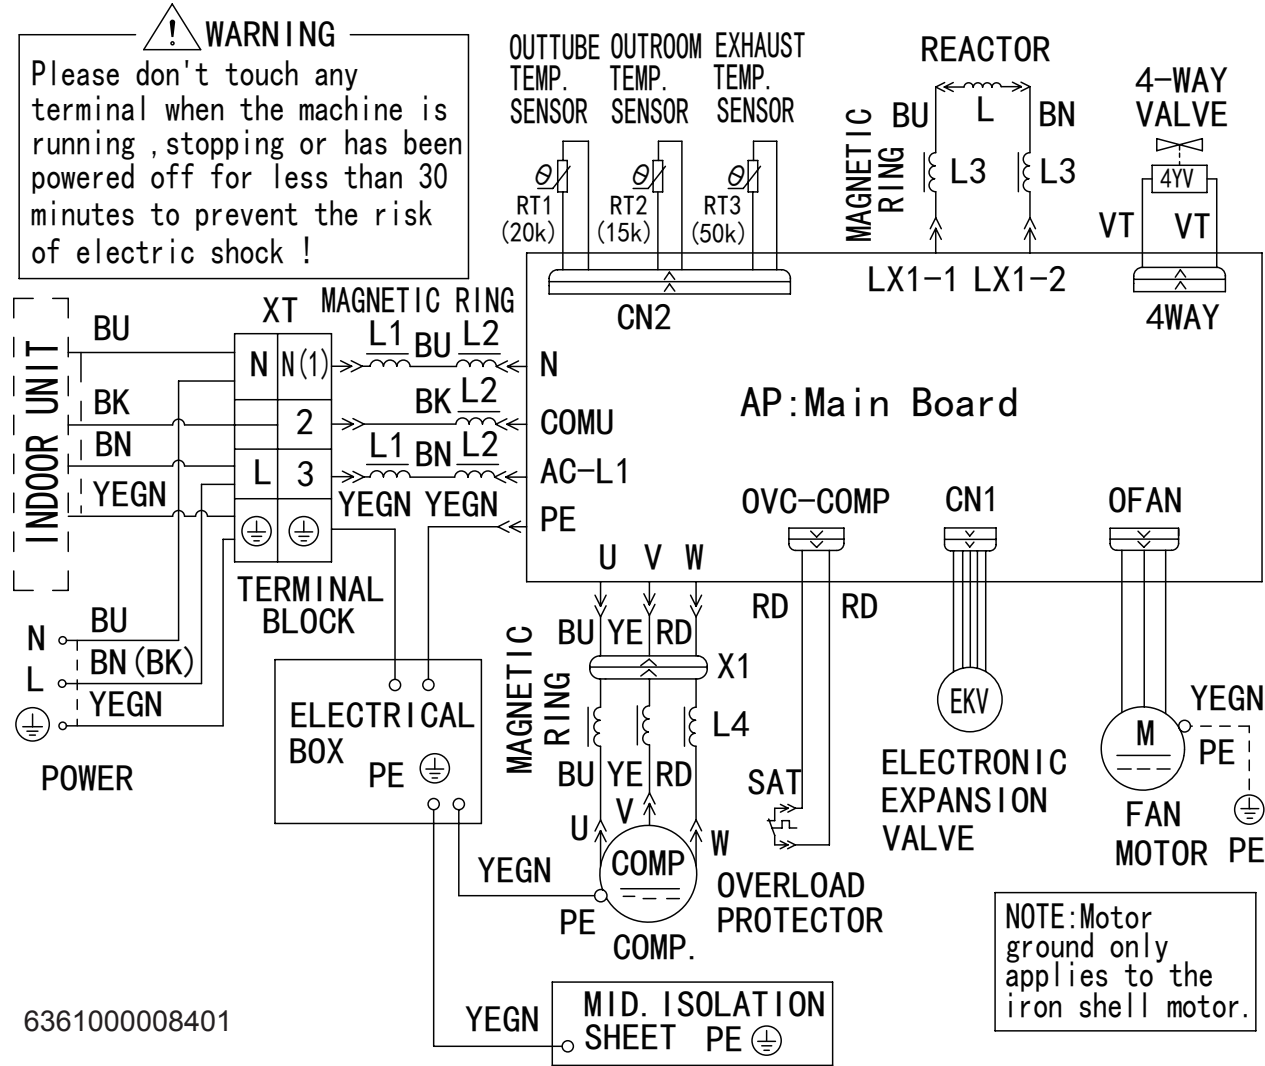 WARNING
Please don't touch any
terminal when the machine is
running ,stopping or has been
powered off for less than 30
minutes to prevent the risk
of electric shock !
OUTTUBE
TEMP.
SENSOR
OUTROOM
TEMP.
SENSOR
EXHAUST
TEMP.
SENSOR
θ
RT1
(20k)
θ
RT2
(15k)
θ
RT3
(50k)
CN2
REACTOR
MAGNETIC
RING
BU
L
BN
L3
L3
LX1-1
LX1-2
4-WAY
VALVE
4YV
VT
VT
4WAY
INDOOR UNIT
BU
BK
BN
YEGN
XT
N
N(1)
2
L
3
TERMINAL
BLOCK
MAGNETIC RING
L1
BU
L2
BK
L2
L1
BN
L2
YEGN
YEGN
N
COMU
AC-L1
PE
AP:Main Board
U
V
W
OVC-COMP
CN1
OFAN
N
BU
L
BN(BK)
YEGN
POWER
ELECTRICAL
BOX
PE
MAGNETIC
RING
BU
YE
RD
X1
L4
BU
YE
RD
U
V
W
COMP
PE
COMP.
YEGN
RD
RD
SAT
OVERLOAD
PROTECTOR
EKV
ELECTRONIC
EXPANSION
VALVE
M
FAN
MOTOR
YEGN
PE
PE
NOTE:Motor
ground only
applies to the
iron shell motor.
YEGN
MID. ISOLATION
SHEET PE
6361000008401